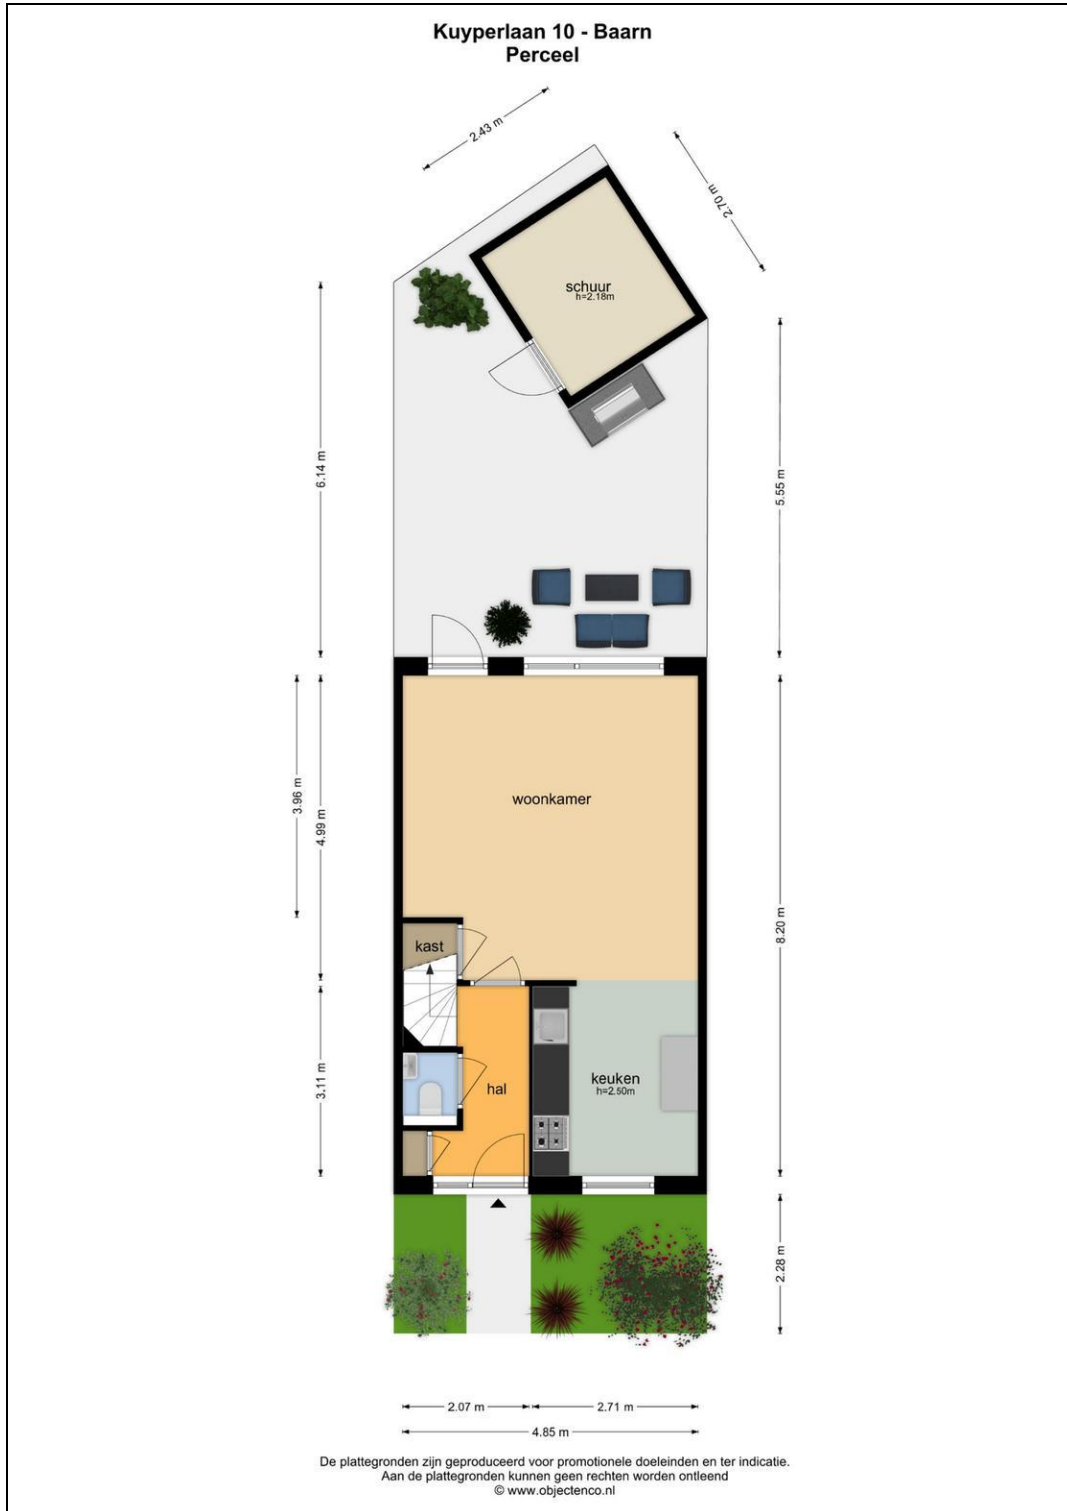 Kuyperlaan 10 - Baarn
Perceel
2.43 m
2.70 m
schuur
h=2.18m
6.14 m
5.55 m
woonkamer
3.96 m
4.99 m
8.20 m
kast
hal
keuken
h=2.50m
3.11 m
2.28 m
2.07 m
2.71 m
4.85 m
De plattegronden zijn geproduceerd voor promotionele doeleinden en ter indicatie.
Aan de plattegronden kunnen geen rechten worden ontleend
© www.objectenco.nl